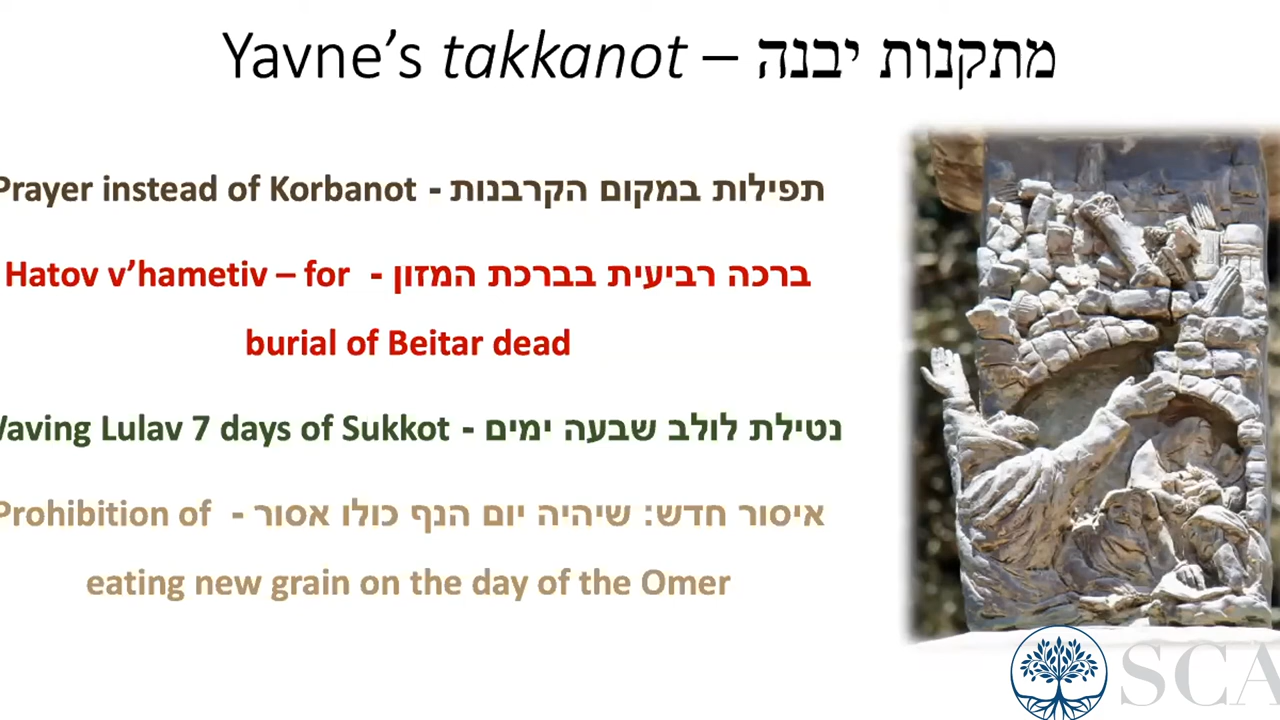 Yavne's takkanot – מתקנות יבנה
Prayer instead of Korbanot - תפילות במקום הקרבנות
Hatov v'hametiv – for - ברכה רביעית בברכת המזון
burial of Beitar dead
Waving Lulav 7 days of Sukkot - נטילת לולב שבעה ימים
Prohibition of - איסור חדש: שיהיה יום הנף כולו אסור
eating new grain on the day of the Omer
SCA